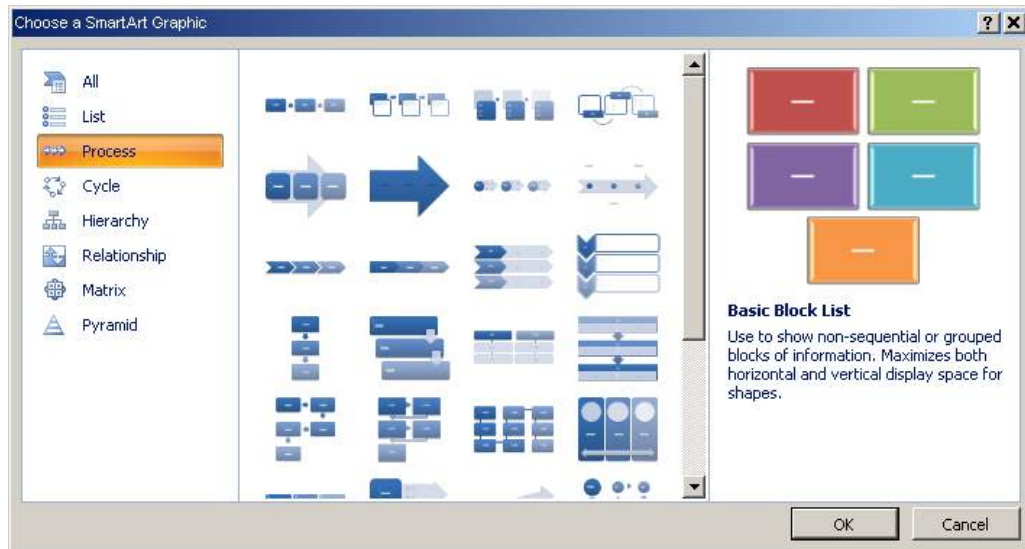 Choose a SmartArt Graphic
All
List
Process
Cycle
Hierarchy
Relationship
Matrix
Pyramid
Basic Block List
Use to show non-sequential or grouped
blocks of information. Maximizes both
horizontal and vertical display space for
shapes.
OK
Cancel